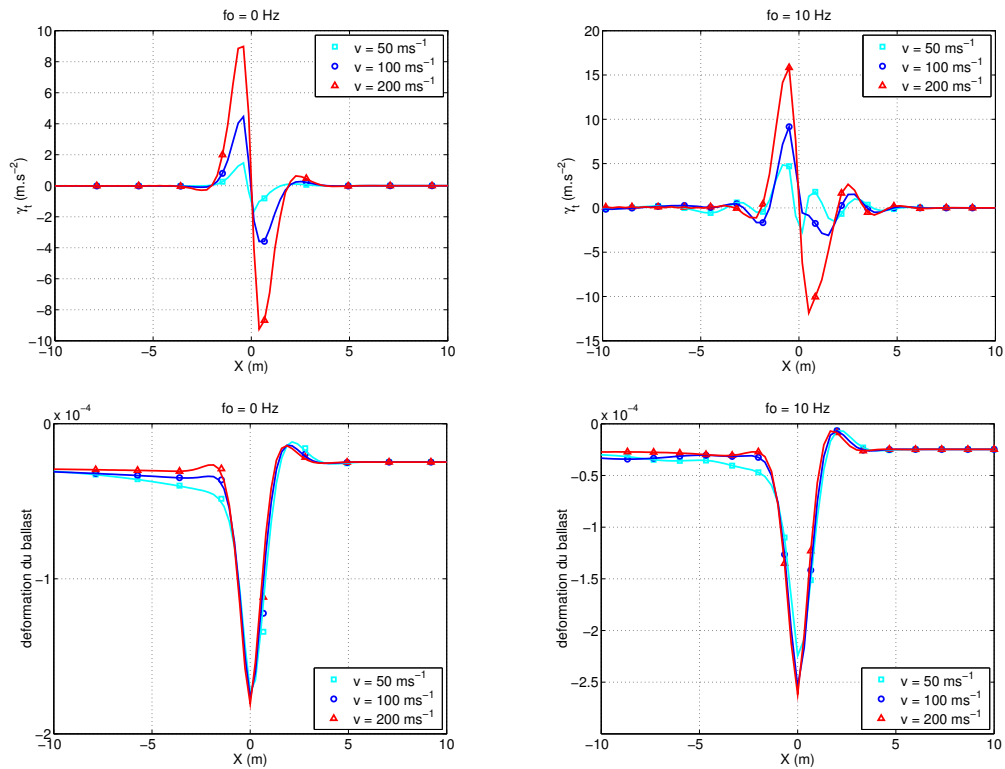 fo = 0 Hz
10
8
6
4
2
0
−2
−4
−6
−8
−10
−10
−5
0
5
10
γt (m.s−2)
X (m)
v = 50 ms−1
v = 100 ms−1
v = 200 ms−1
fo = 10 Hz
20
15
10
5
0
−5
−10
−15
−10
−5
0
5
10
γt (m.s−2)
X (m)
v = 50 ms−1
v = 100 ms−1
v = 200 ms−1
fo = 0 Hz
x 10−4
0
−1
−2
−10
−5
0
5
10
deformation du ballast
X (m)
v = 50 ms−1
v = 100 ms−1
v = 200 ms−1
fo = 10 Hz
x 10−4
0
−0.5
−1
−1.5
−2
−2.5
−10
−5
0
5
10
deformation du ballast
X (m)
v = 50 ms−1
v = 100 ms−1
v = 200 ms−1